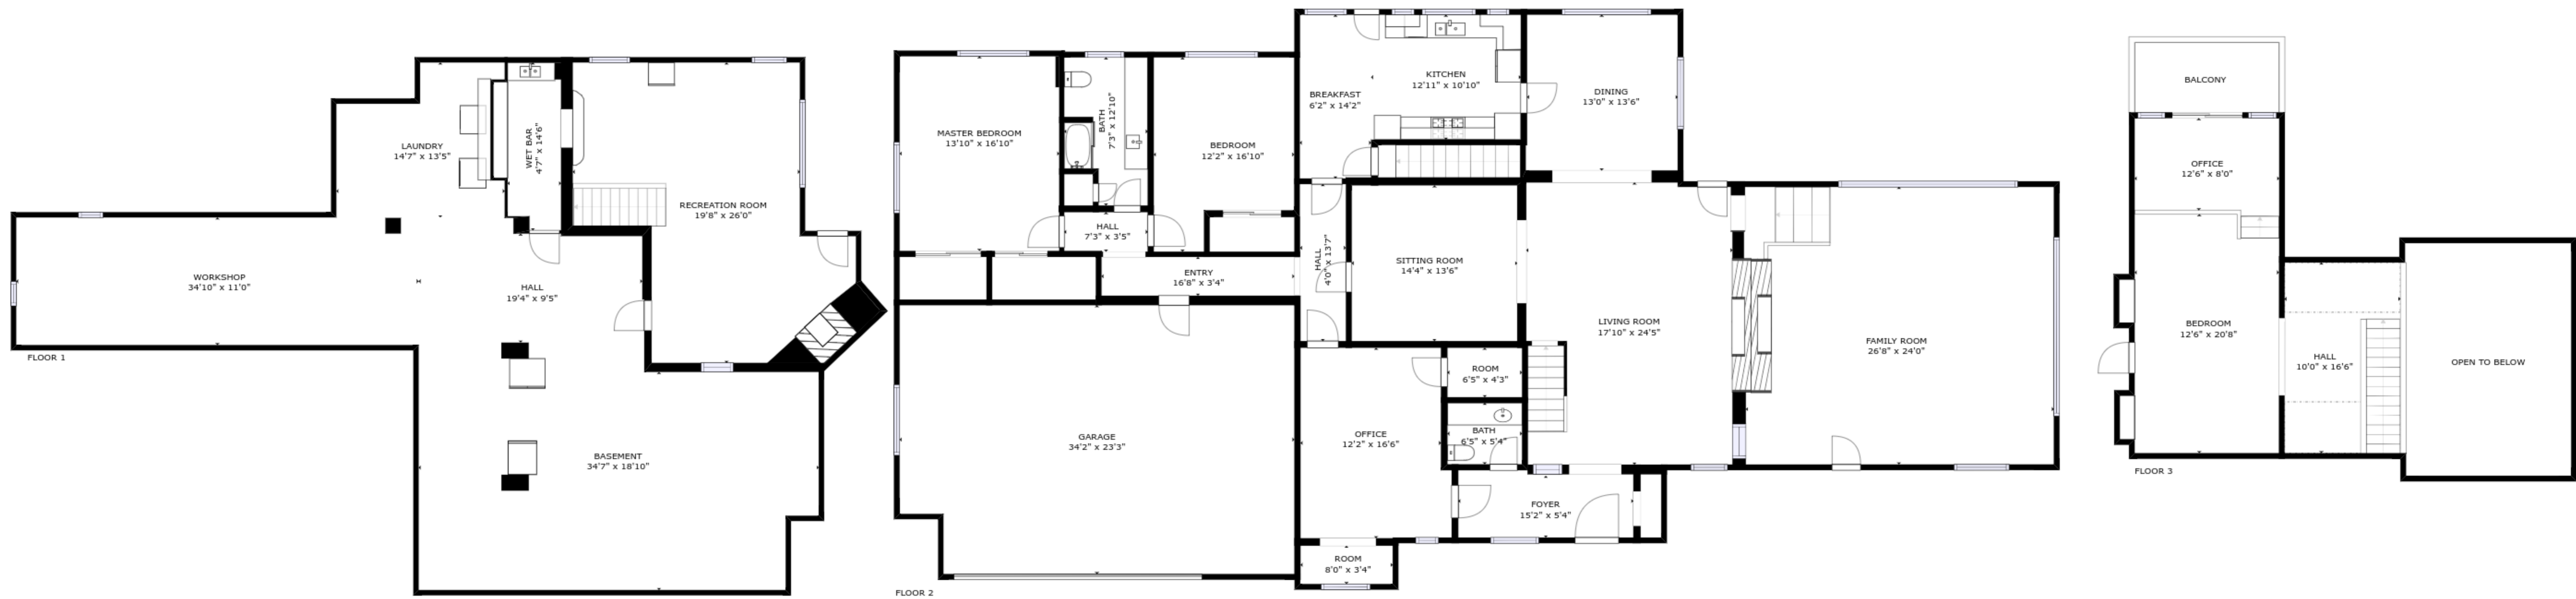 LAUNDRY
14'7" x 13'5"
WET BAR
4'7" x 14'6"
RECREATION ROOM
19'8" x 26'0"
WORKSHOP
34'10" x 11'0"
HALL
19'4" x 9'5"
BASEMENT
34'7" x 18'10"
FLOOR 1
MASTER BEDROOM
13'10" x 16'10"
BATH
7'3" x 12'10"
BEDROOM
12'2" x 16'10"
BREAKFAST
6'2" x 14'2"
KITCHEN
12'11" x 10'10"
DINING
13'0" x 13'6"
HALL
7'3" x 3'5"
ENTRY
16'8" x 3'4"
HALL
4'0" x 13'7"
SITTING ROOM
14'4" x 13'6"
LIVING ROOM
17'10" x 24'5"
FAMILY ROOM
26'8" x 24'0"
GARAGE
34'2" x 23'3"
OFFICE
12'2" x 16'6"
ROOM
6'5" x 4'3"
BATH
6'5" x 5'4"
FOYER
15'2" x 5'4"
ROOM
8'0" x 3'4"
FLOOR 2
BALCONY
OFFICE
12'6" x 8'0"
BEDROOM
12'6" x 20'8"
HALL
10'0" x 16'6"
OPEN TO BELOW
FLOOR 3